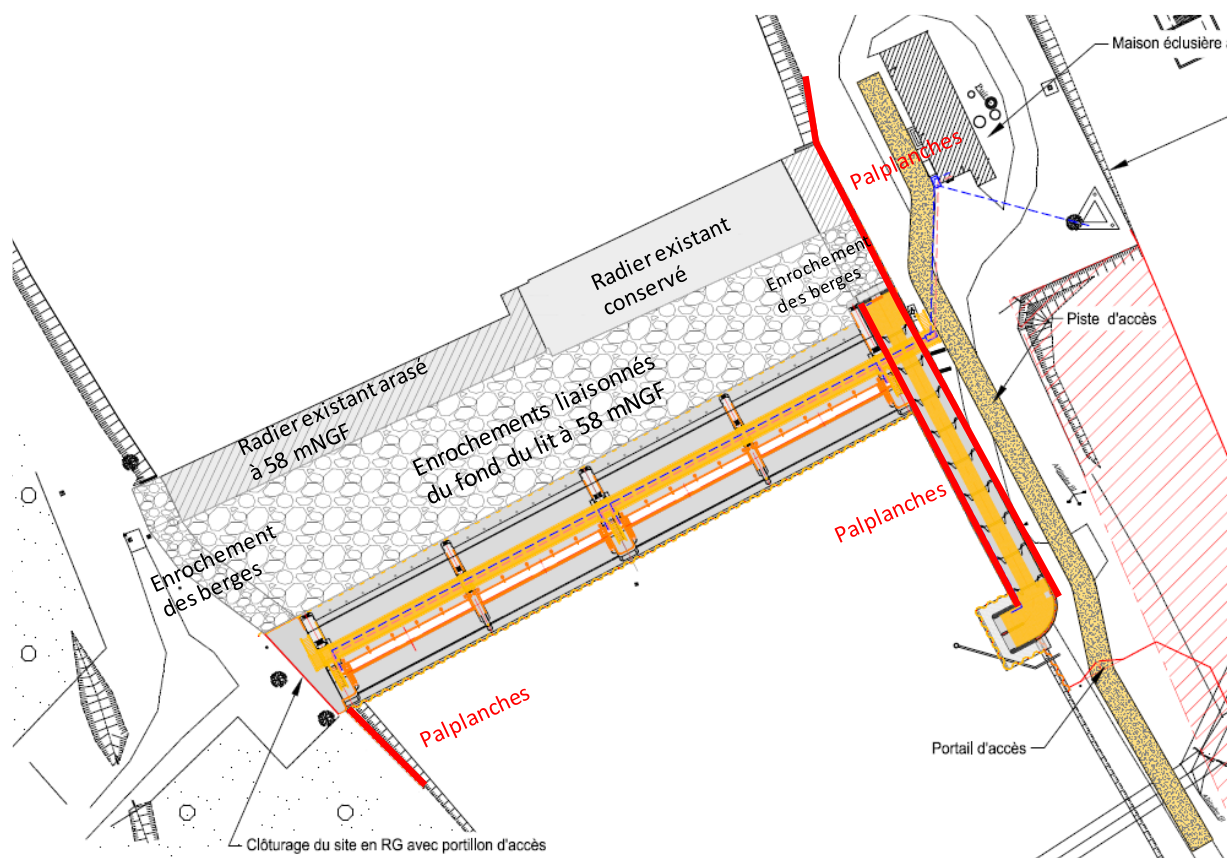 Maison éclusière
Puits
Palplanches
Radier existant
conservé
Enrochement
des berges
Piste d'accès
Radier existant arasé
à 58 mNGF
Enrochements liaisonnés
du fond du lit à 58 mNGF
Palplanches
Enrochement
des berges
Palplanches
Portail d'accès
Clôturage du site en RG avec portillon d'accès